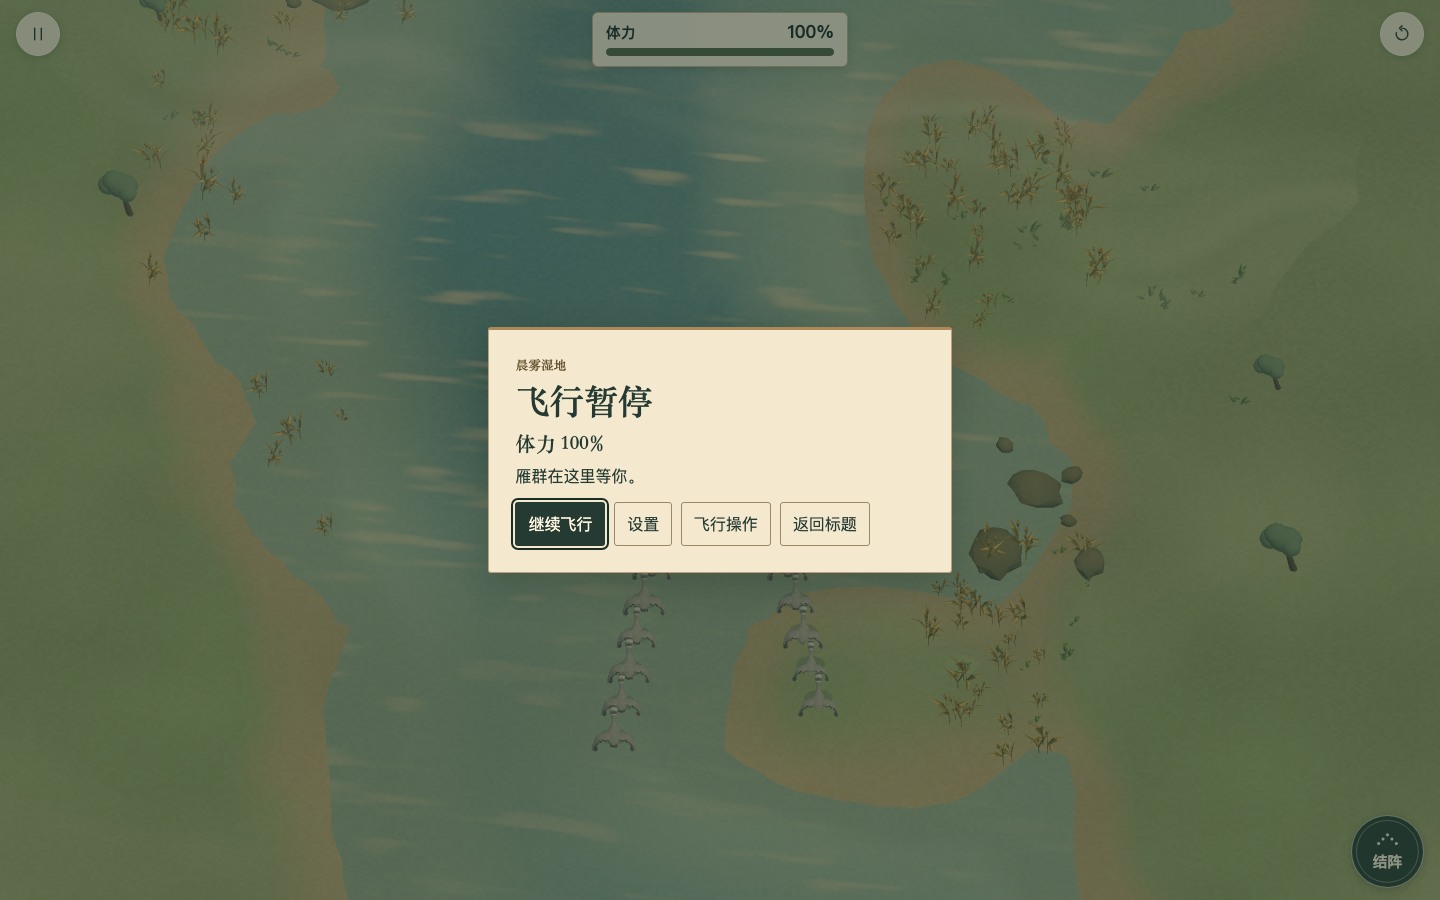 体力 100%
晨雾湿地
飞行暂停
体力 100%
雁群在这里等你。
继续飞行 设置 飞行操作 返回标题
结阵